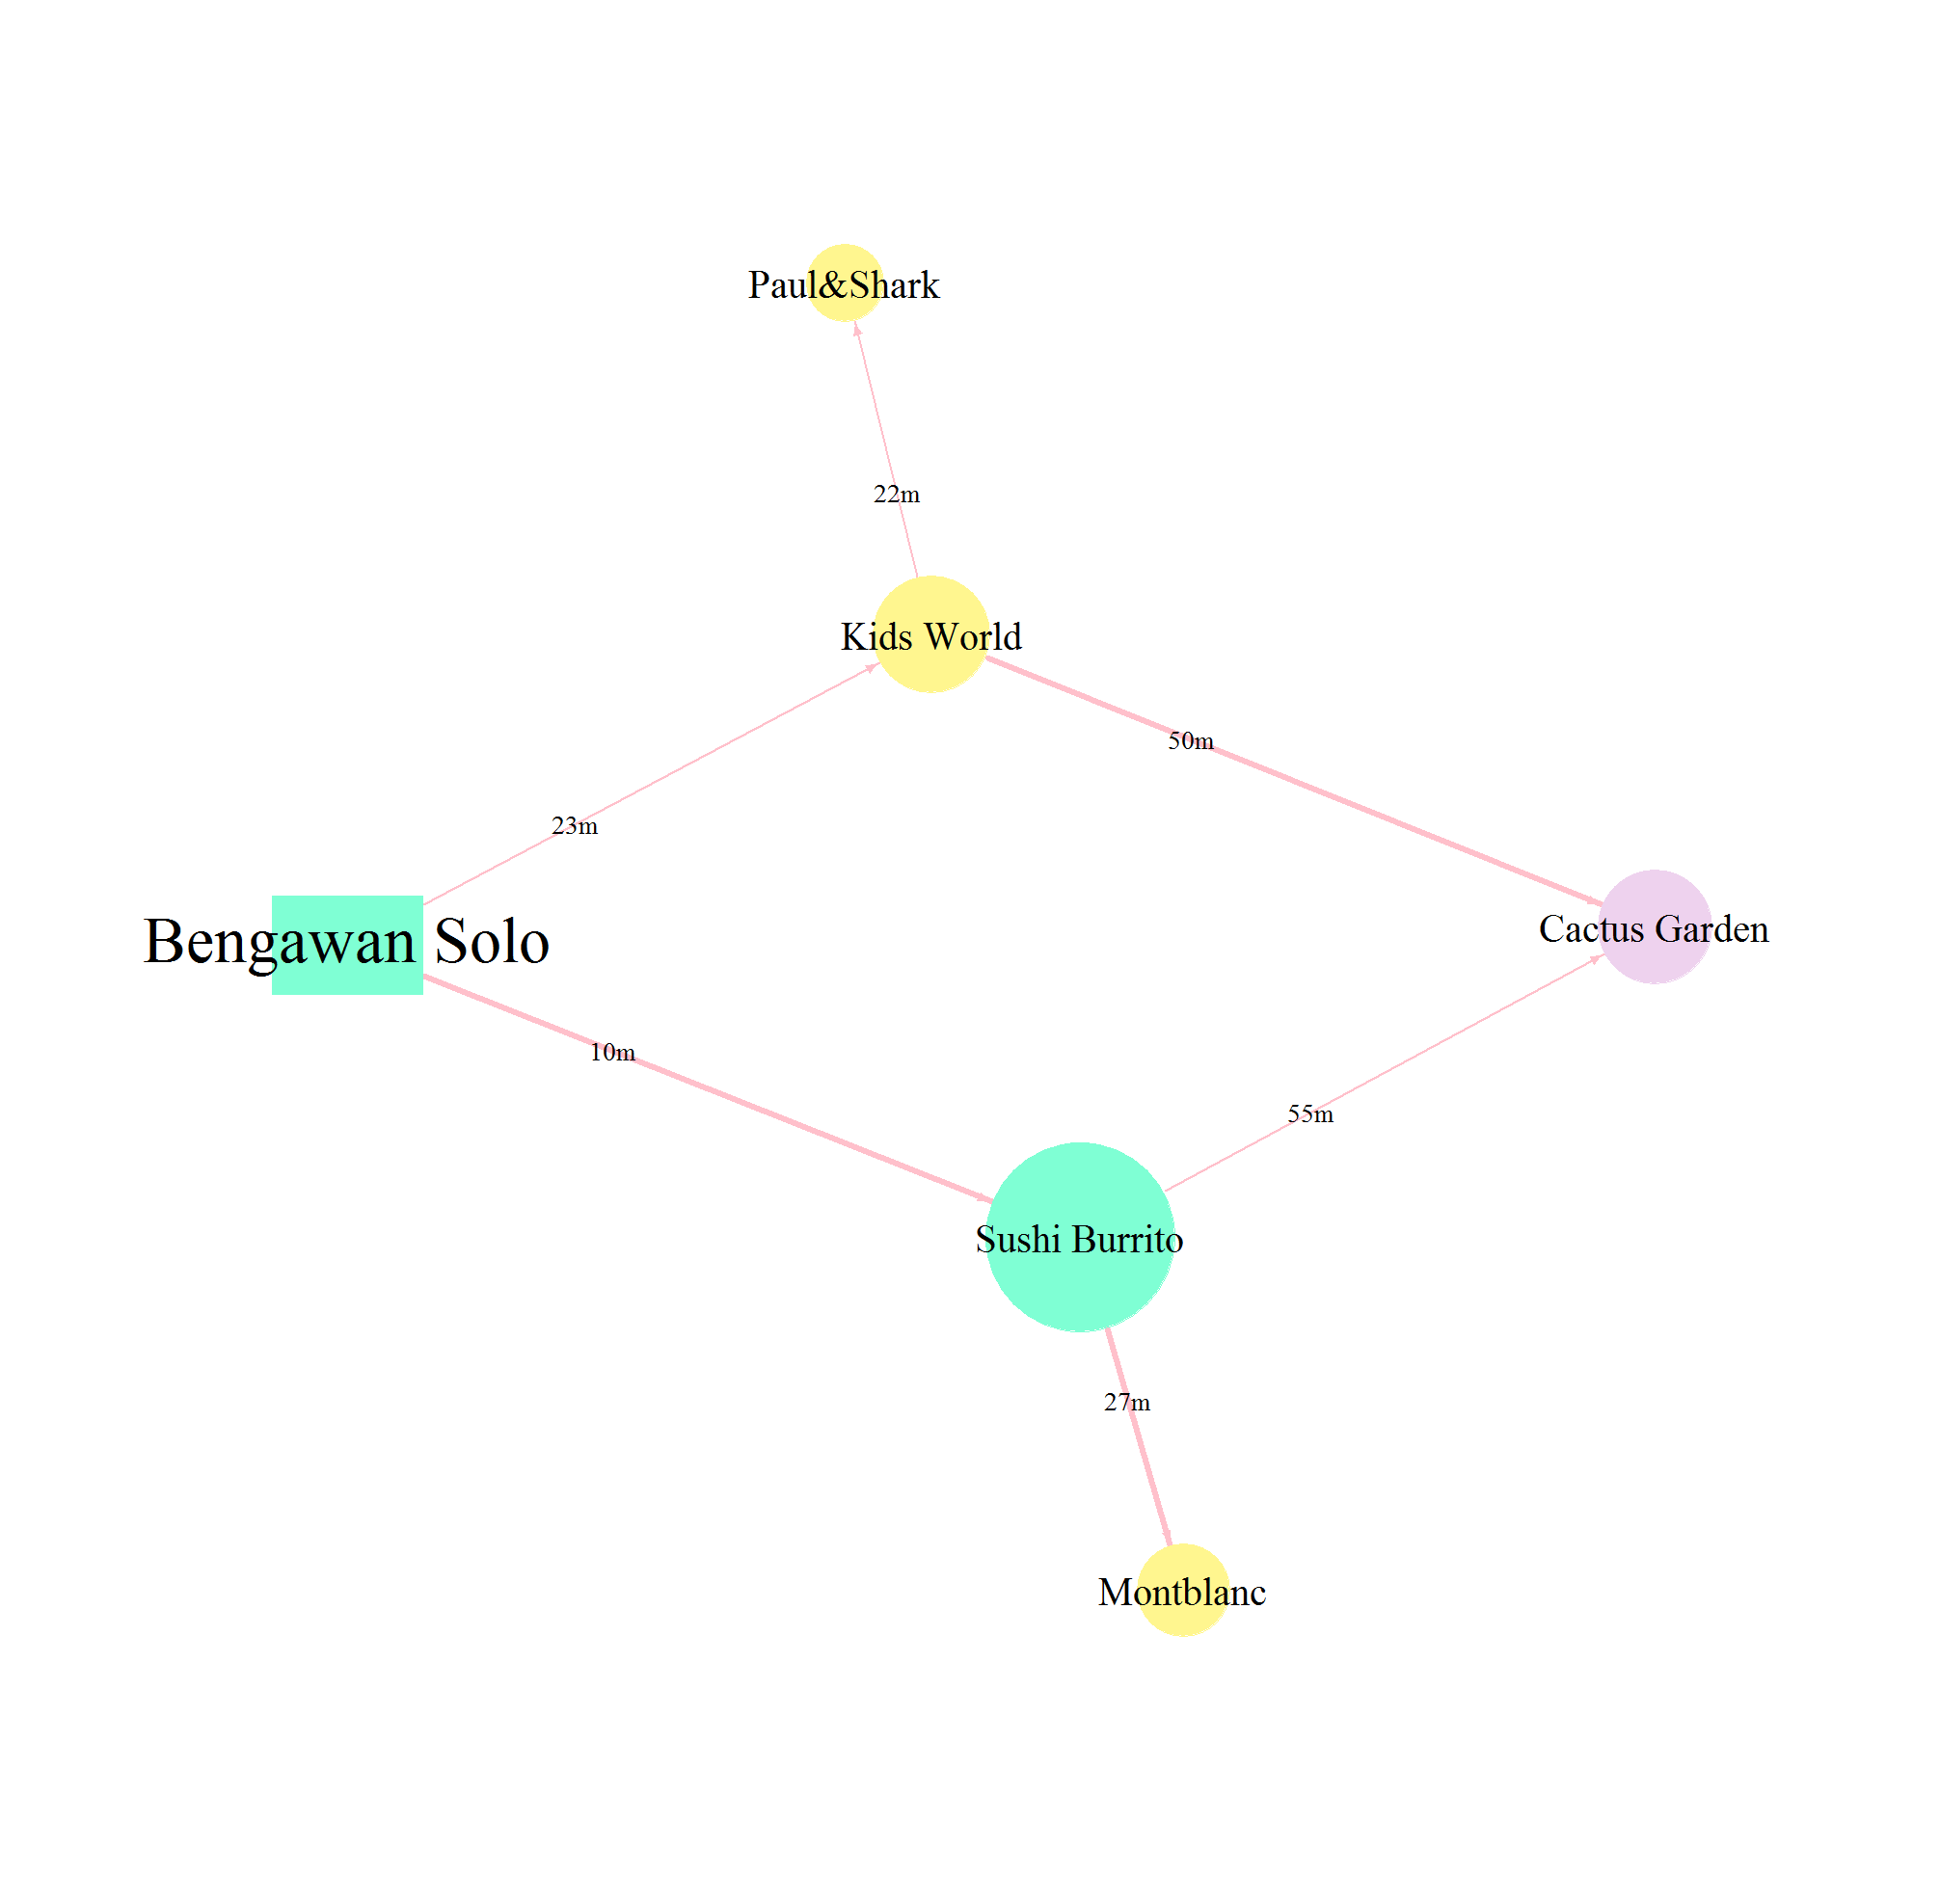 Paul&Shark
22m
Kids World
50m
23m
Cactus Garden
Bengawan Solo
10m
55m
Sushi Burrito
27m
Montblanc